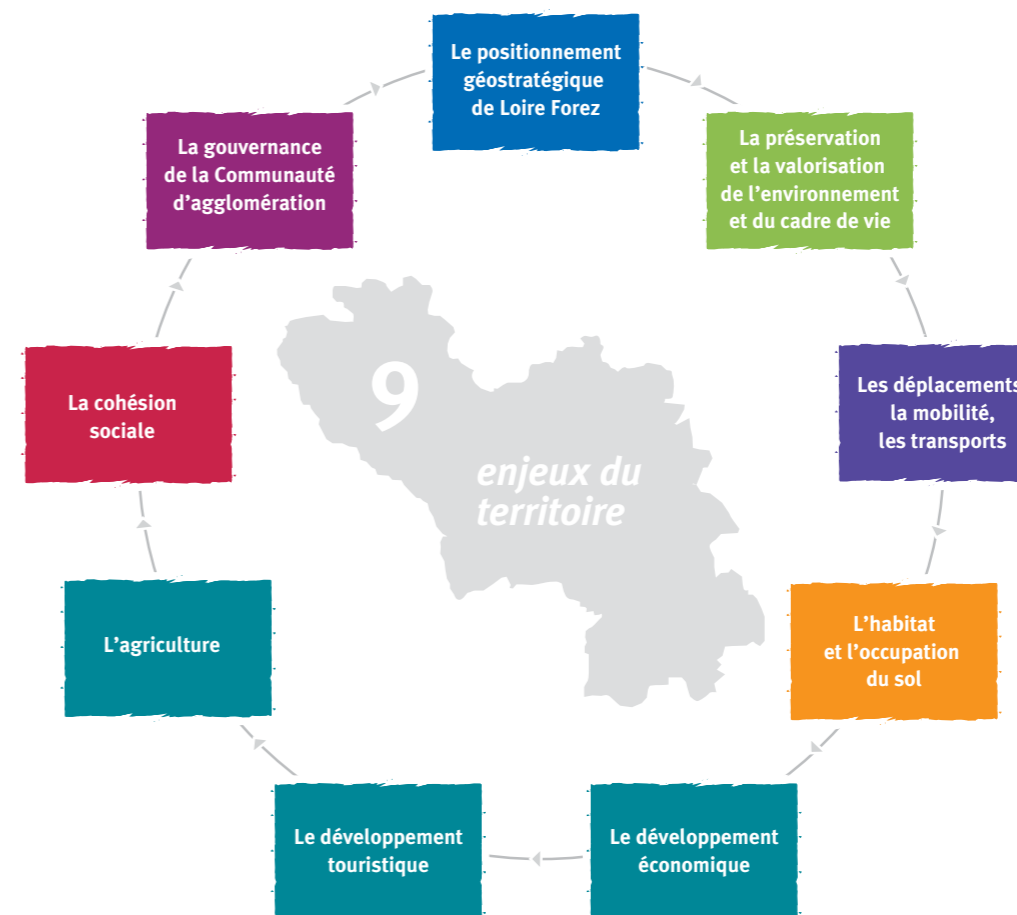 Le positionnement
géostratégique
de Loire Forez
La préservation
et la valorisation
de l'environnement
et du cadre de vie
Les déplacements
la mobilité,
les transports
L'habitat
et l'occupation
du sol
Le développement
économique
Le développement
touristique
L'agriculture
La cohésion
sociale
La gouvernance
de la Communauté
d'agglomération
9
enjeux du
territoire